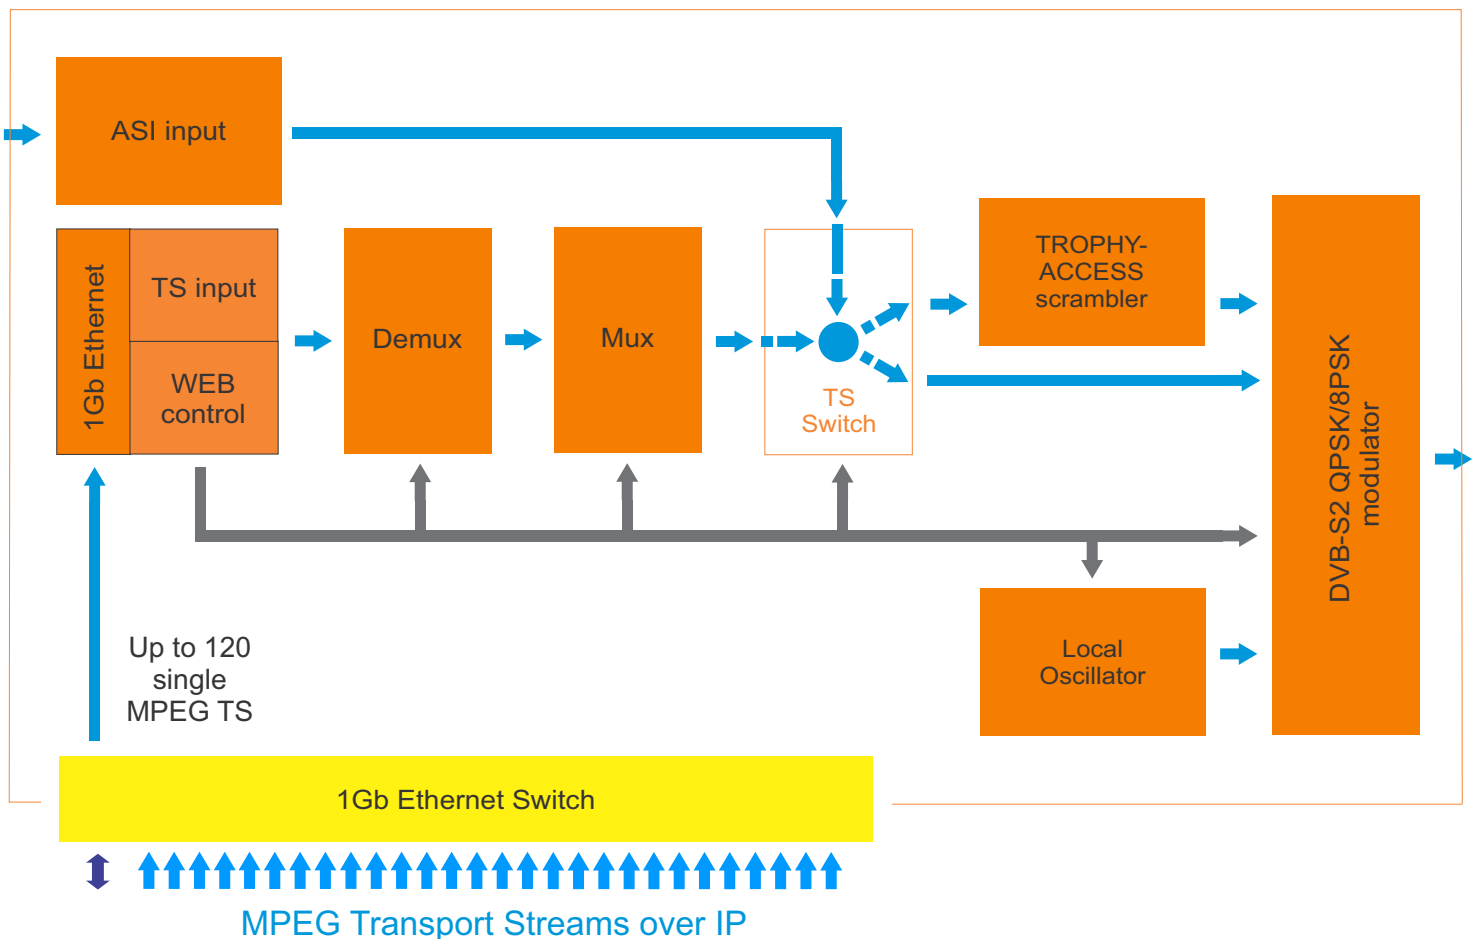 ASI input
1Gb Ethernet
TS input
WEB
control
Demux
Mux
TS
Switch
TROPHY-
ACCESS
scrambler
DVB-S2 QPSK/8PSK
modulator
Local
Oscillator
Up to 120
single
MPEG TS
1Gb Ethernet Switch
MPEG Transport Streams over IP